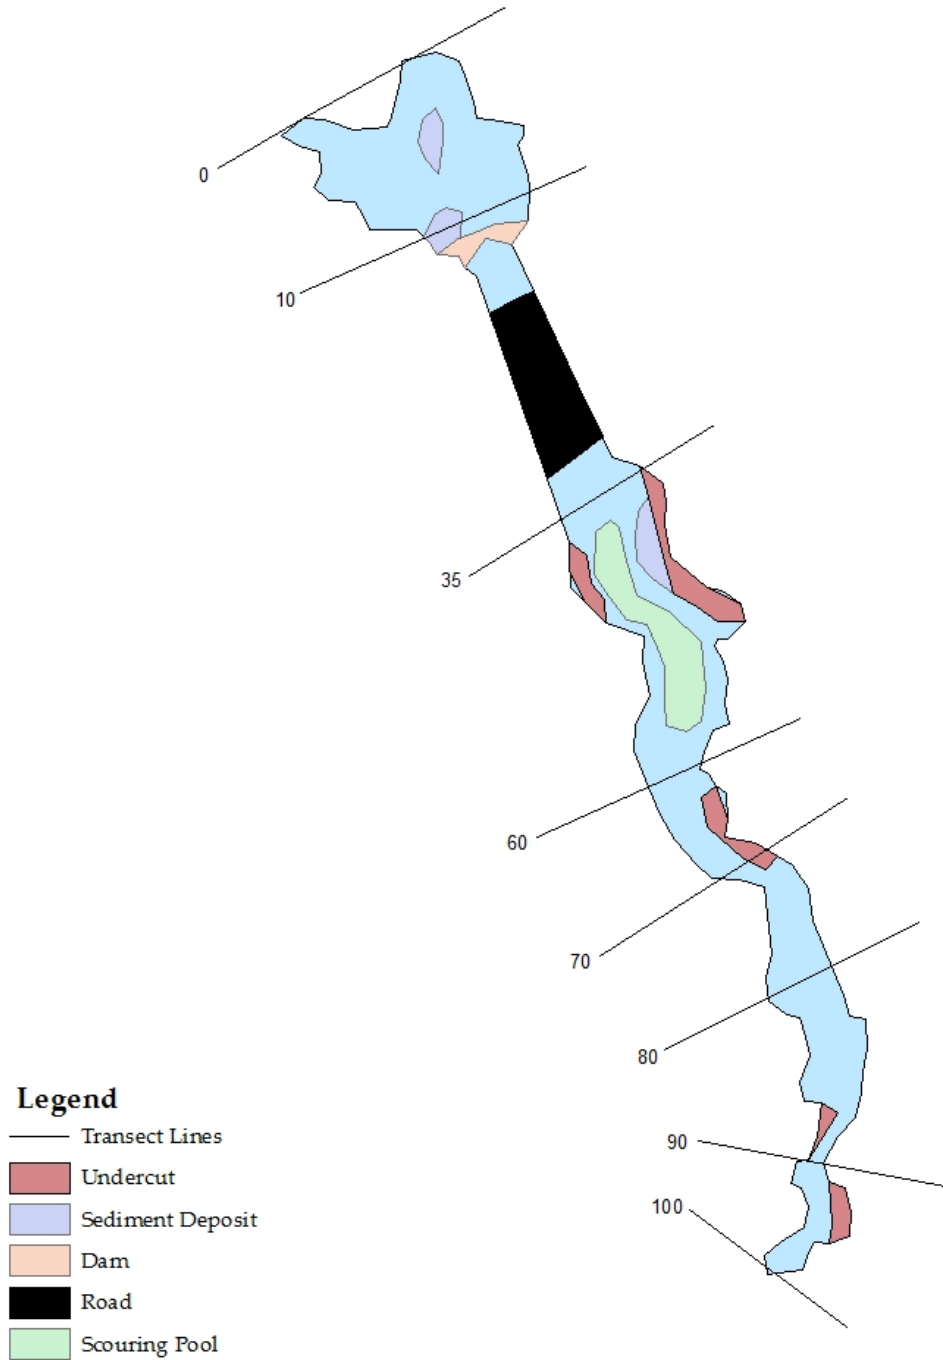 0
10
35
60
70
80
90
100
Legend
Transect Lines
Undercut
Sediment Deposit
Dam
Road
Scouring Pool